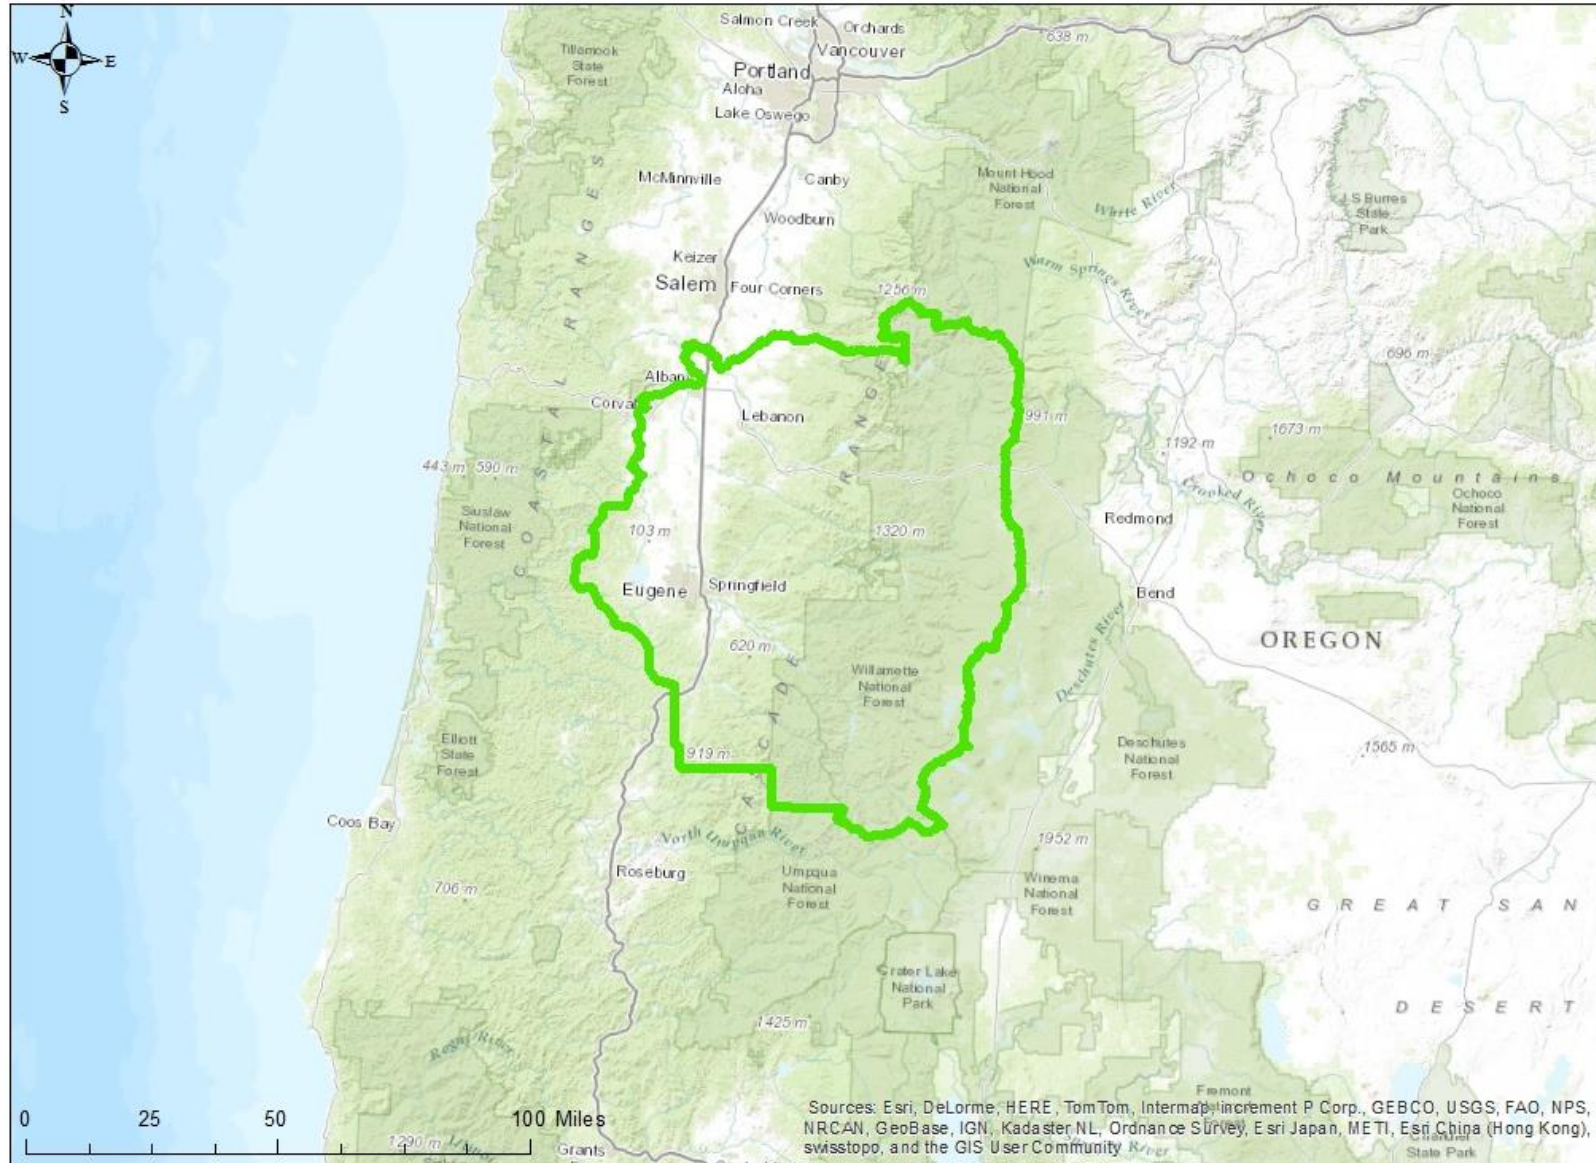 N
W E
S
Salmon Creek
Orchards
Vancouver
638 m
Tillamook
State
Forest
Portland
Aloha
Lake Oswego
McMinnville
Canby
Mount Hood
National
Forest
White River
J S Burres
State
Park
Woodburn
Keizer
Salem
Four Corners
Warm Springs River
1256 m
COASTAL RANGES
696 m
Alban
Corval
Lebanon
991 m
1192 m
1673 m
443 m
590 m
Ochoco Mountains
Crooked River
Ochoco
National
Forest
Siuslaw
National
Forest
103 m
1320 m
Redmond
CASCADE RANGE
Eugene
Springfield
Bend
OREGON
620 m
Willamette
National
Forest
Deschutes River
Elliott
State
Forest
919 m
Deschutes
National
Forest
1565 m
Coos Bay
North Umpqua River
1952 m
Roseburg
706 m
Umpqua
National
Forest
Winema
National
Forest
GREAT SAN
Crater Lake
National
Park
DESERT
1425 m
Rogue River
Fremont
0 25 50 100 Miles
1290 m
Grants
Sources: Esri, DeLorme, HERE, TomTom, Intermap, increment P Corp., GEBCO, USGS, FAO, NPS,
NRCAN, GeoBase, IGN, Kadaster NL, Ordnance Survey, Esri Japan, METI, Esri China (Hong Kong),
swisstopo, and the GIS User Community
River
State Park